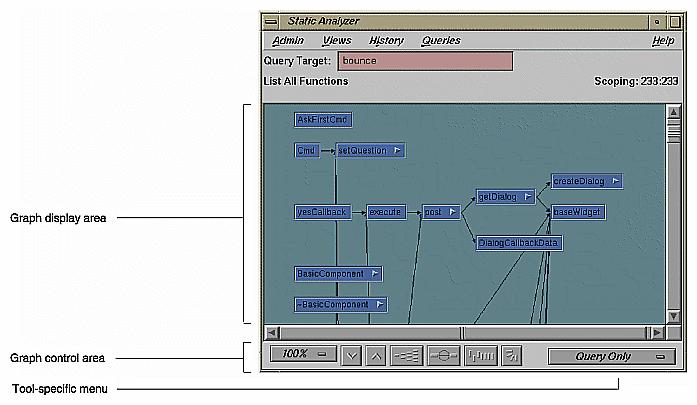 Static Analyzer
Admin Views History Queries Help
Query Target: bounce
List All Functions Scoping: 233:233
AskFirstCmd
Cmd setQuestion
createDialog
getDialog
yesCallback execute post baseWidget
Graph display area
DialogCallbackData
BasicComponent
~BasicComponent
Graph control area
100% Query Only
Tool-specific menu